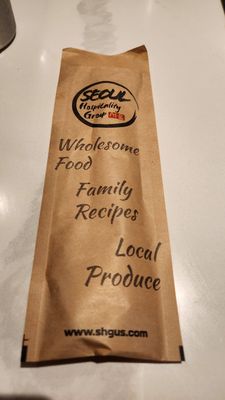 SEOUL
Hospitality
Group
Wholesome
Food
Family
Recipes
Local
Produce
www.shgus.com